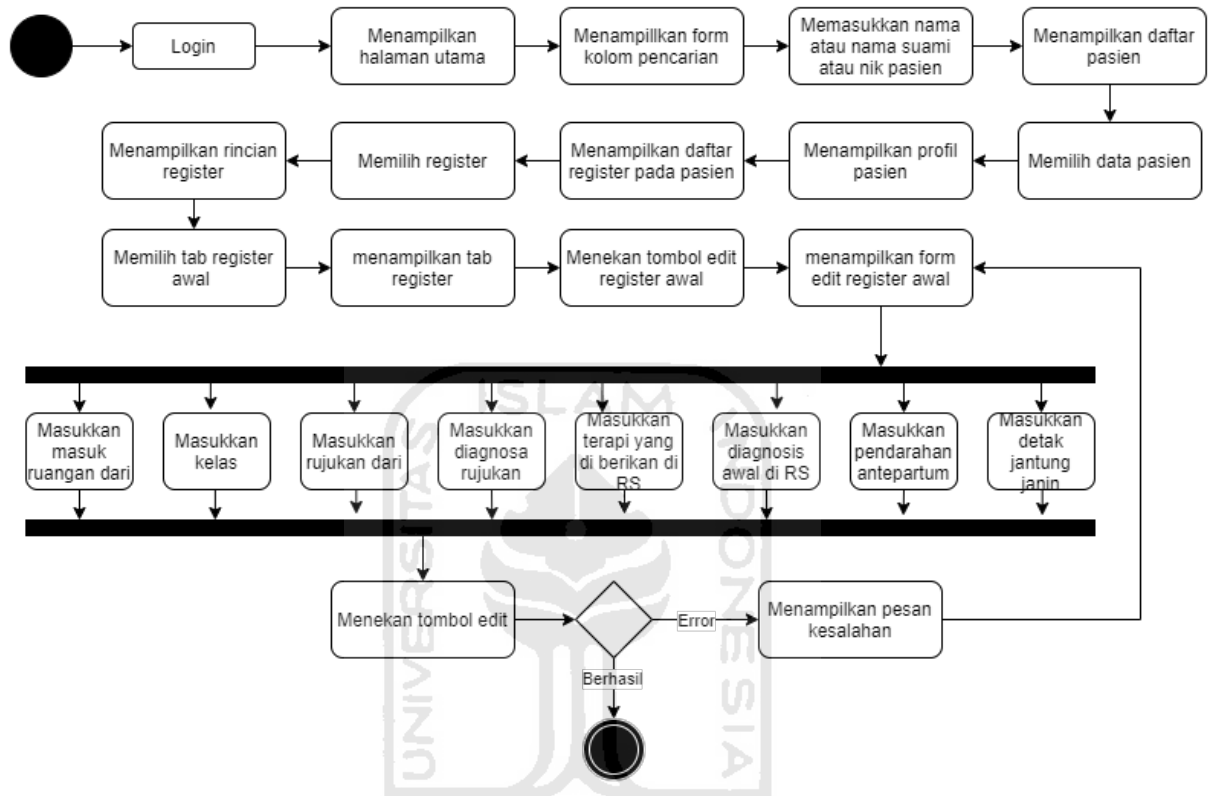 Login
Menampilkan
halaman utama
Menampillkan form
kolom pencarian
Memasukkan nama
atau nama suami
atau nik pasien
Menampilkan daftar
pasien
Menampilkan rincian
register
Memilih register
Menampilkan daftar
register pada pasien
Menampilkan profil
pasien
Memilih data pasien
Memilih tab register
awal
menampilkan tab
register
Menekan tombol edit
register awal
menampilkan form
edit register awal
Masukkan
masuk
ruangan dari
Masukkan
kelas
Masukkan
rujukan dari
Masukkan
diagnosa
rujukan
Masukkan
terapi yang
di berikan di
RS
Masukkan
diagnosis
awal di RS
Masukkan
pendarahan
antepartum
Masukkan
detak
jantung
janin
Menekan tombol edit
Error
Menampilkan pesan
kesalahan
Berhasil
ISLAM
UNIVERSITAS
INDONESIA